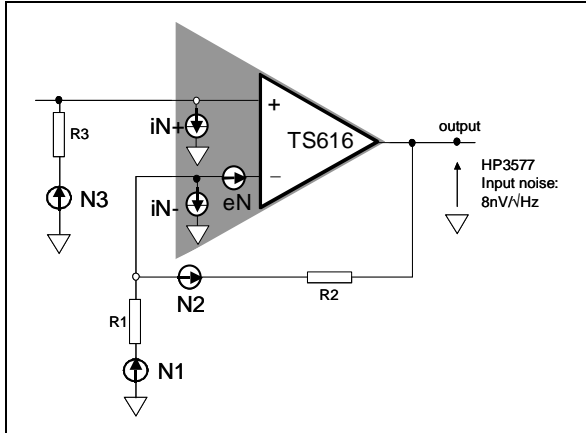 R3
iN+
+
TS616
output
N3
iN-
eN
−
HP3577
Input noise:
8nV/√Hz
N2
R2
R1
N1